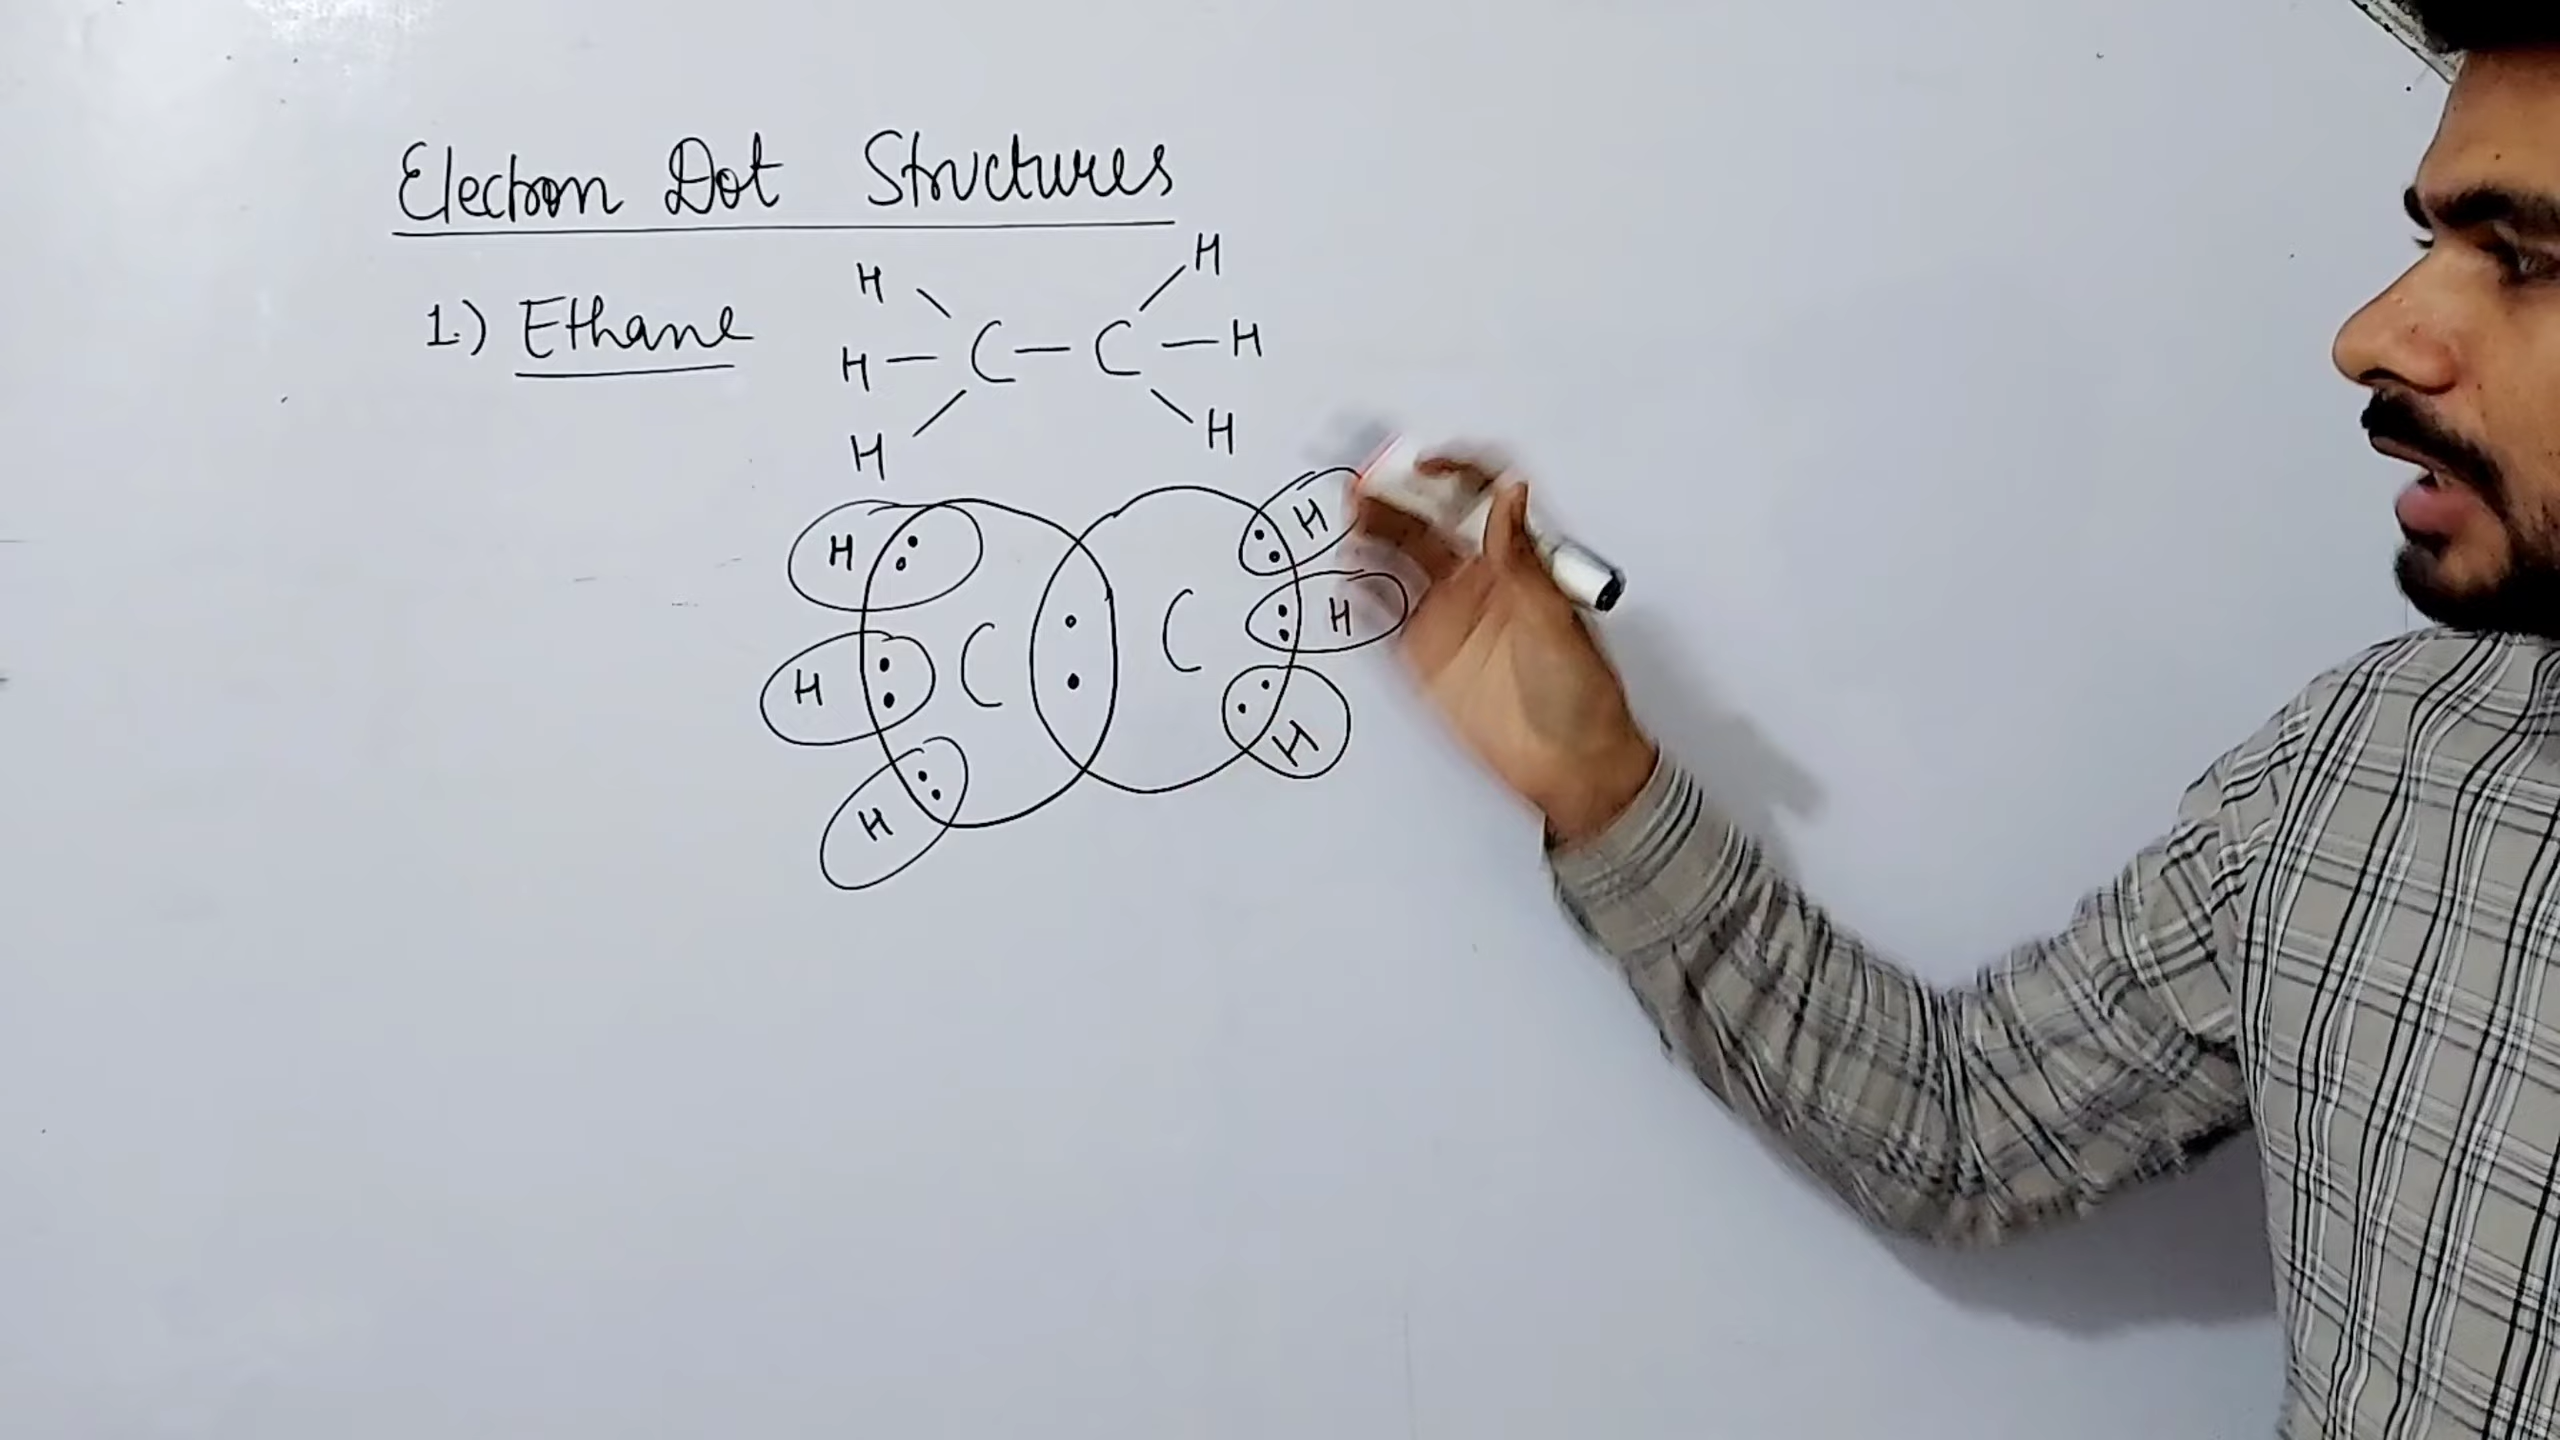 Electron Dot Structures
1.) Ethane
H H
H — C — C — H
H H
H H
H C C H
H H